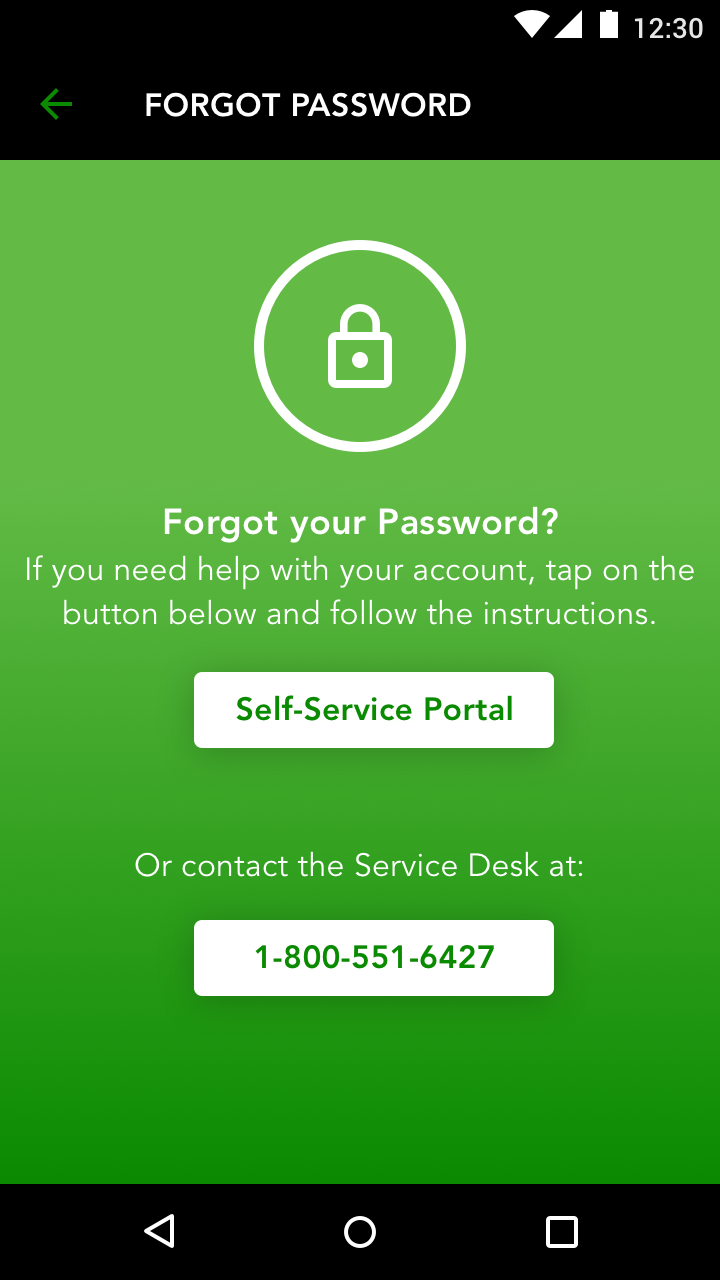 12:30
FORGOT PASSWORD
Forgot your Password?
If you need help with your account, tap on the
button below and follow the instructions.
Self-Service Portal
Or contact the Service Desk at:
1-800-551-6427